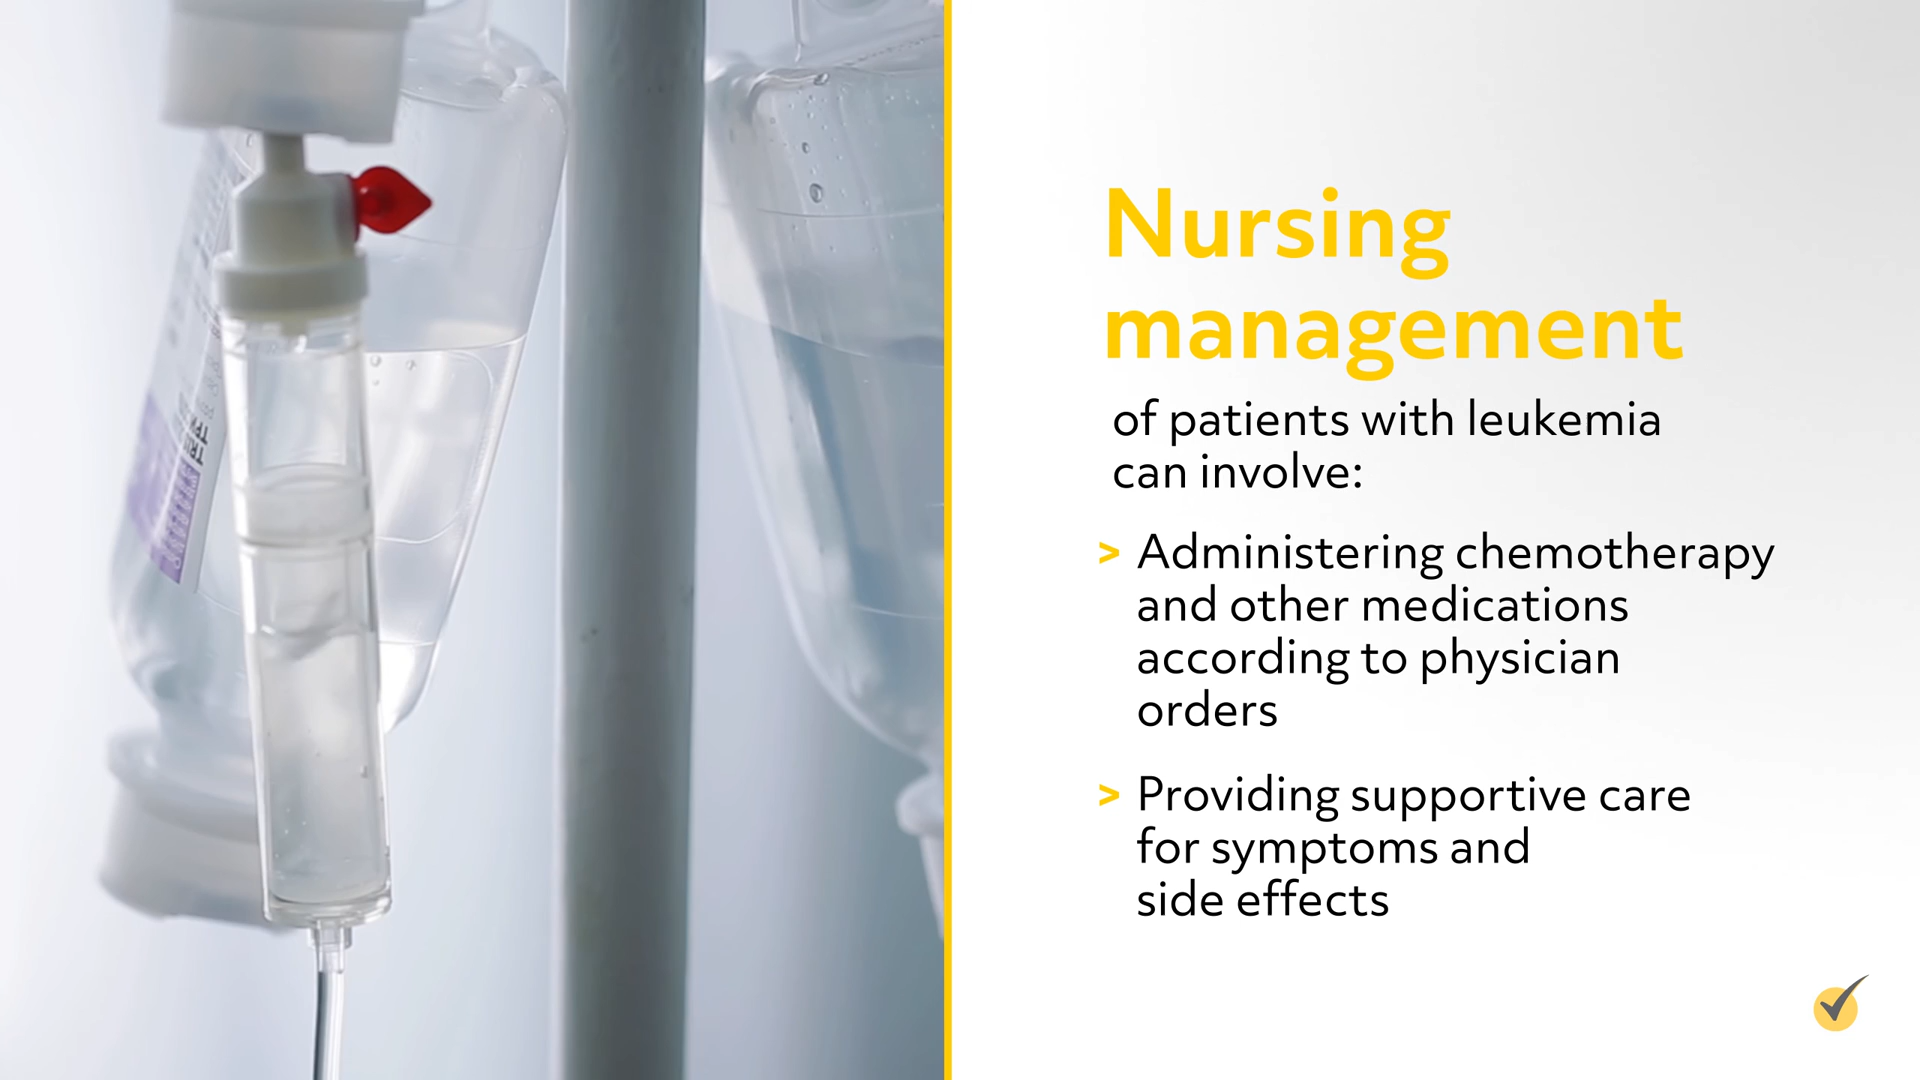 Nursing
management
of patients with leukemia
can involve:
> Administering chemotherapy
and other medications
according to physician
orders
> Providing supportive care
for symptoms and
side effects